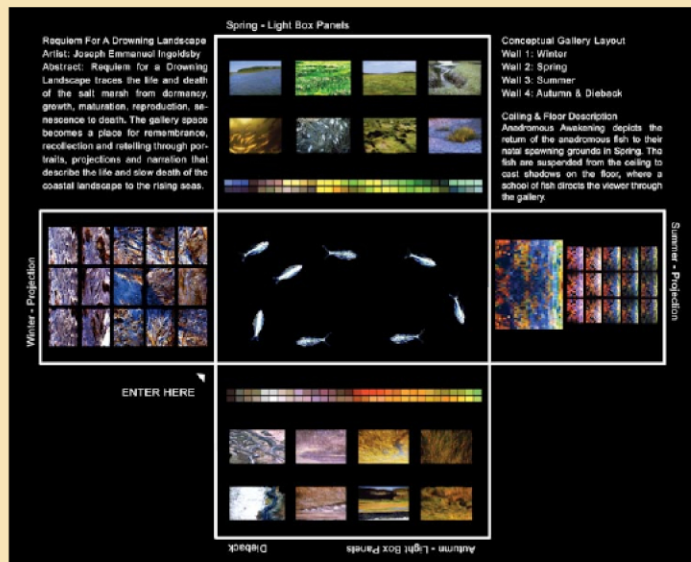 Spring - Light Box Panels
Requiem For A Drowning Landscape
Artist: Joseph Emmanuel Ingoldsby
Abstract: Requiem for a Drowning
Landscape traces the life and death
of the salt marsh from dormancy,
growth, maturation, reproduction, se-
nescence to death. The gallery space
becomes a place for remembrance,
recollection and retelling through por-
traits, projections and narration that
describe the life and slow death of the
coastal landscape to the rising seas.
Conceptual Gallery Layout
Wall 1: Winter
Wall 2: Spring
Wall 3: Summer
Wall 4: Autumn & Dieback
Ceiling & Floor Description
Anadromous Awakening depicts the
return of the anadromous fish to their
natal spawning grounds in Spring. The
fish are suspended from the ceiling to
cast shadows on the floor, where a
school of fish directs the viewer through
the gallery.
Winter - Projection
Summer - Projection
ENTER HERE
Dieback
Autumn - Light Box Panels